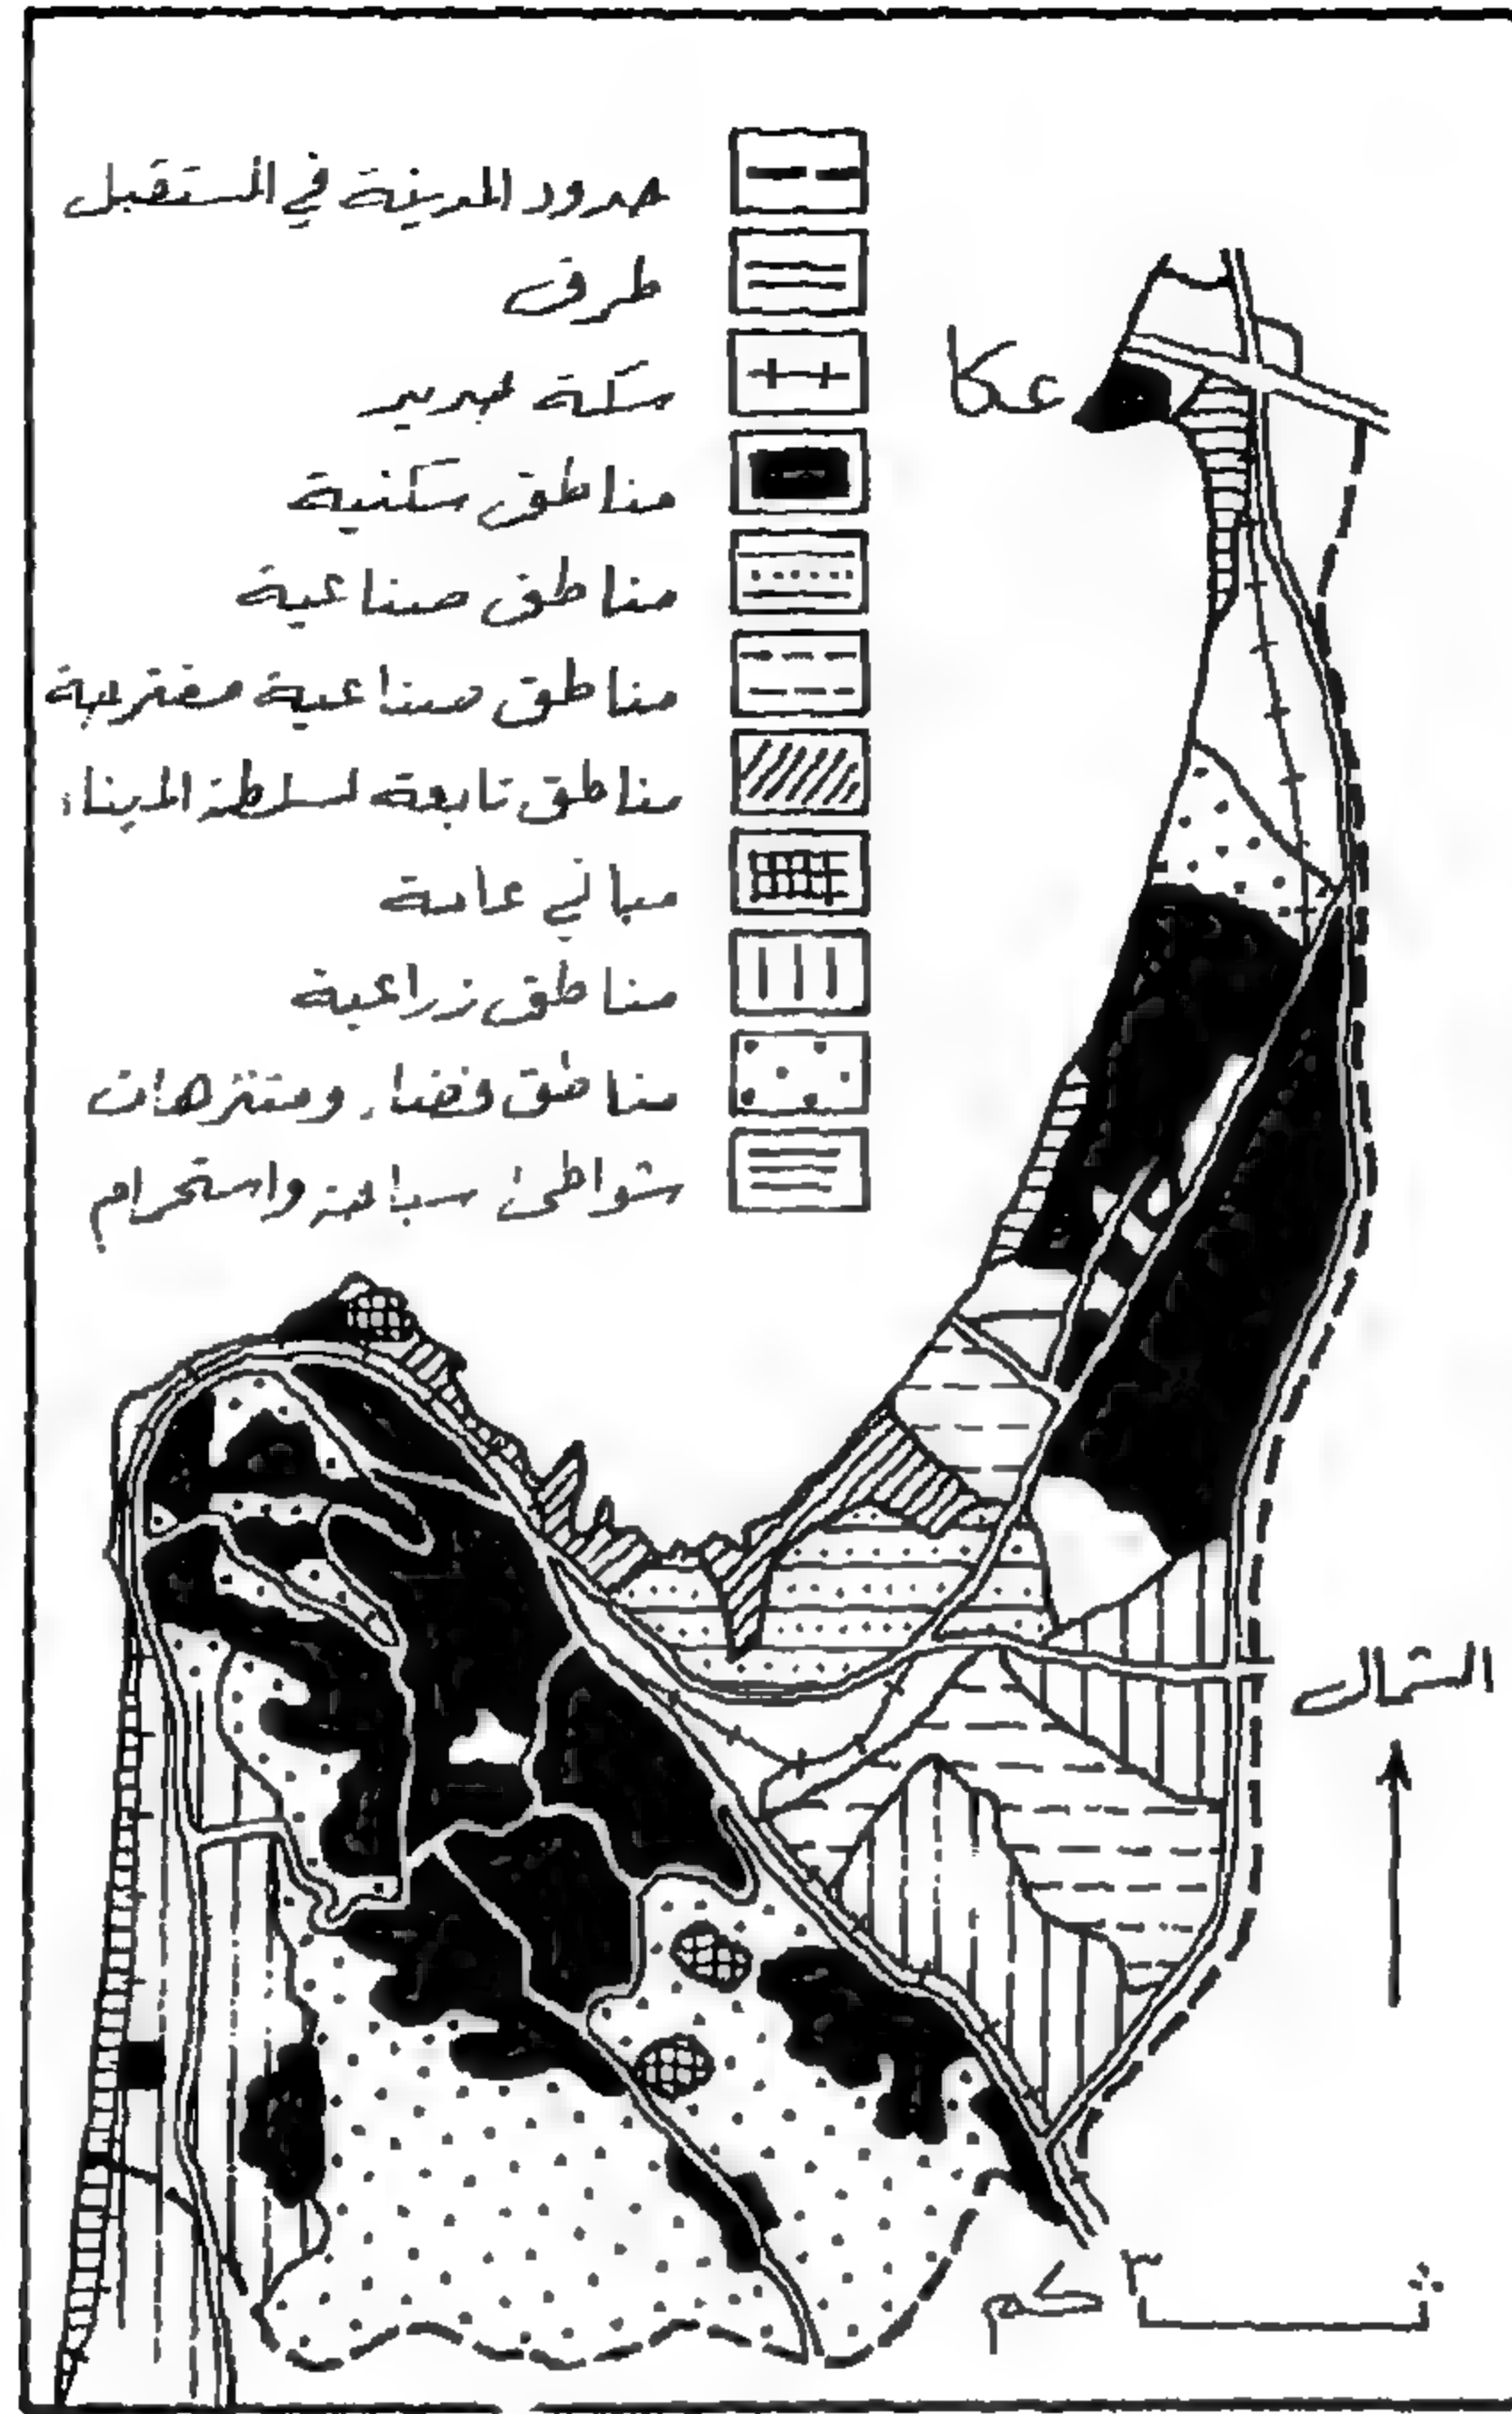 حدود المدينة في المستقبل
طرق
سكة حديد
مناطق سكنية
مناطق صناعية
مناطق صناعية مقترحة
مناطق تابعة لسلطة الميناء
مباني عامة
مناطق زراعية
مناطق فضاء ومتنزهات
شواطئ سباحة واستحمام
عكا
الشمال
٣ كم